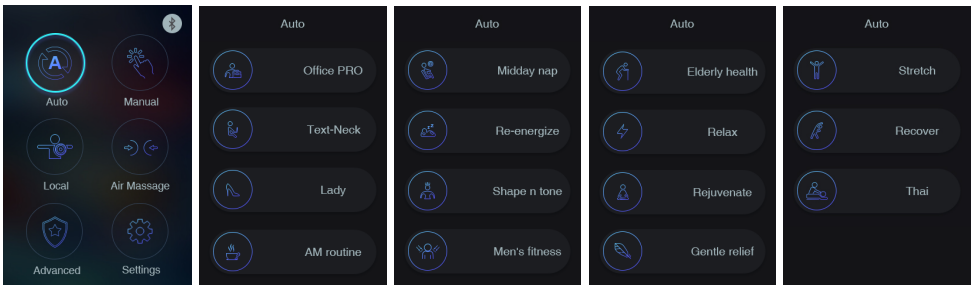 A
Auto
Manual
Local
Air Massage
Advanced
Settings
Auto
Office PRO
Text-Neck
Lady
AM routine
Auto
Midday nap
Re-energize
Shape n tone
Men's fitness
Auto
Elderly health
Relax
Rejuvenate
Gentle relief
Auto
Stretch
Recover
Thai